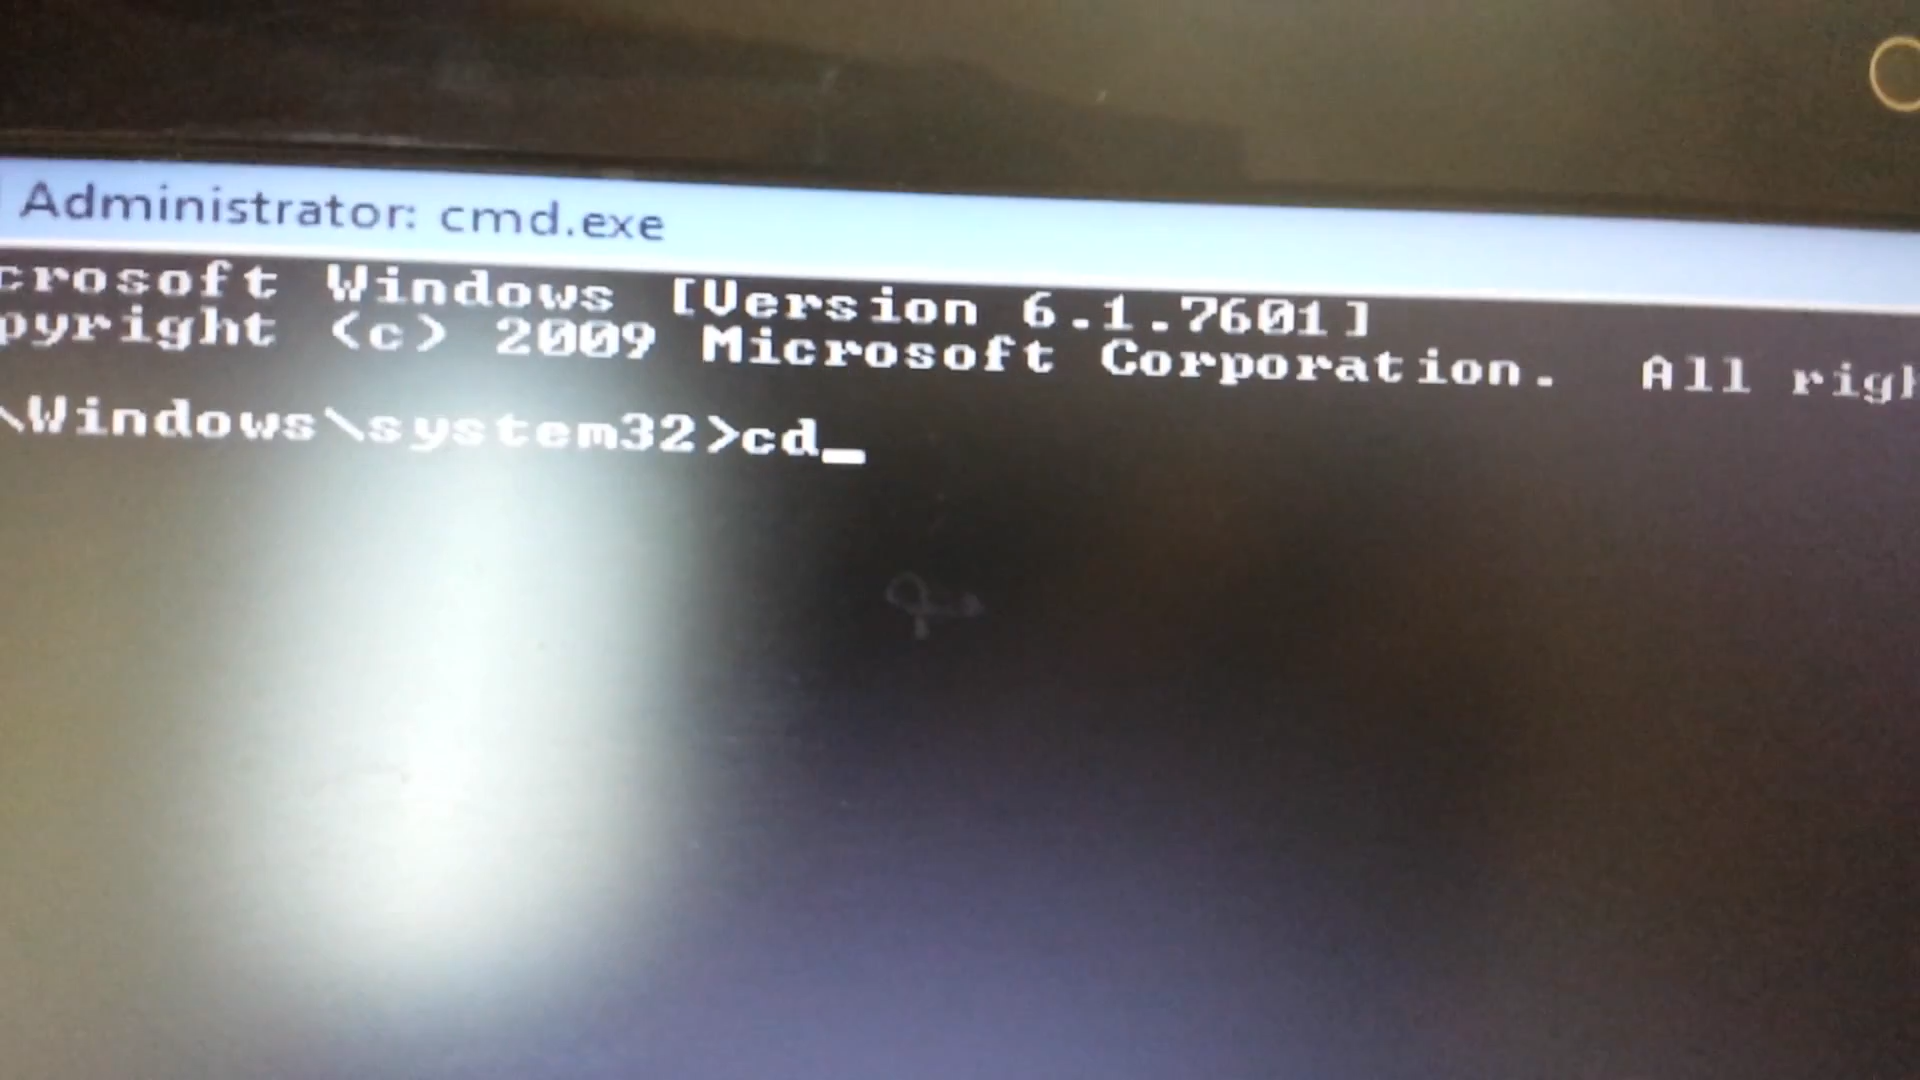 Administrator: cmd.exe
crosoft Windows [Version 6.1.7601]
pyright (c) 2009 Microsoft Corporation. All righ
\Windows\system32>cd_